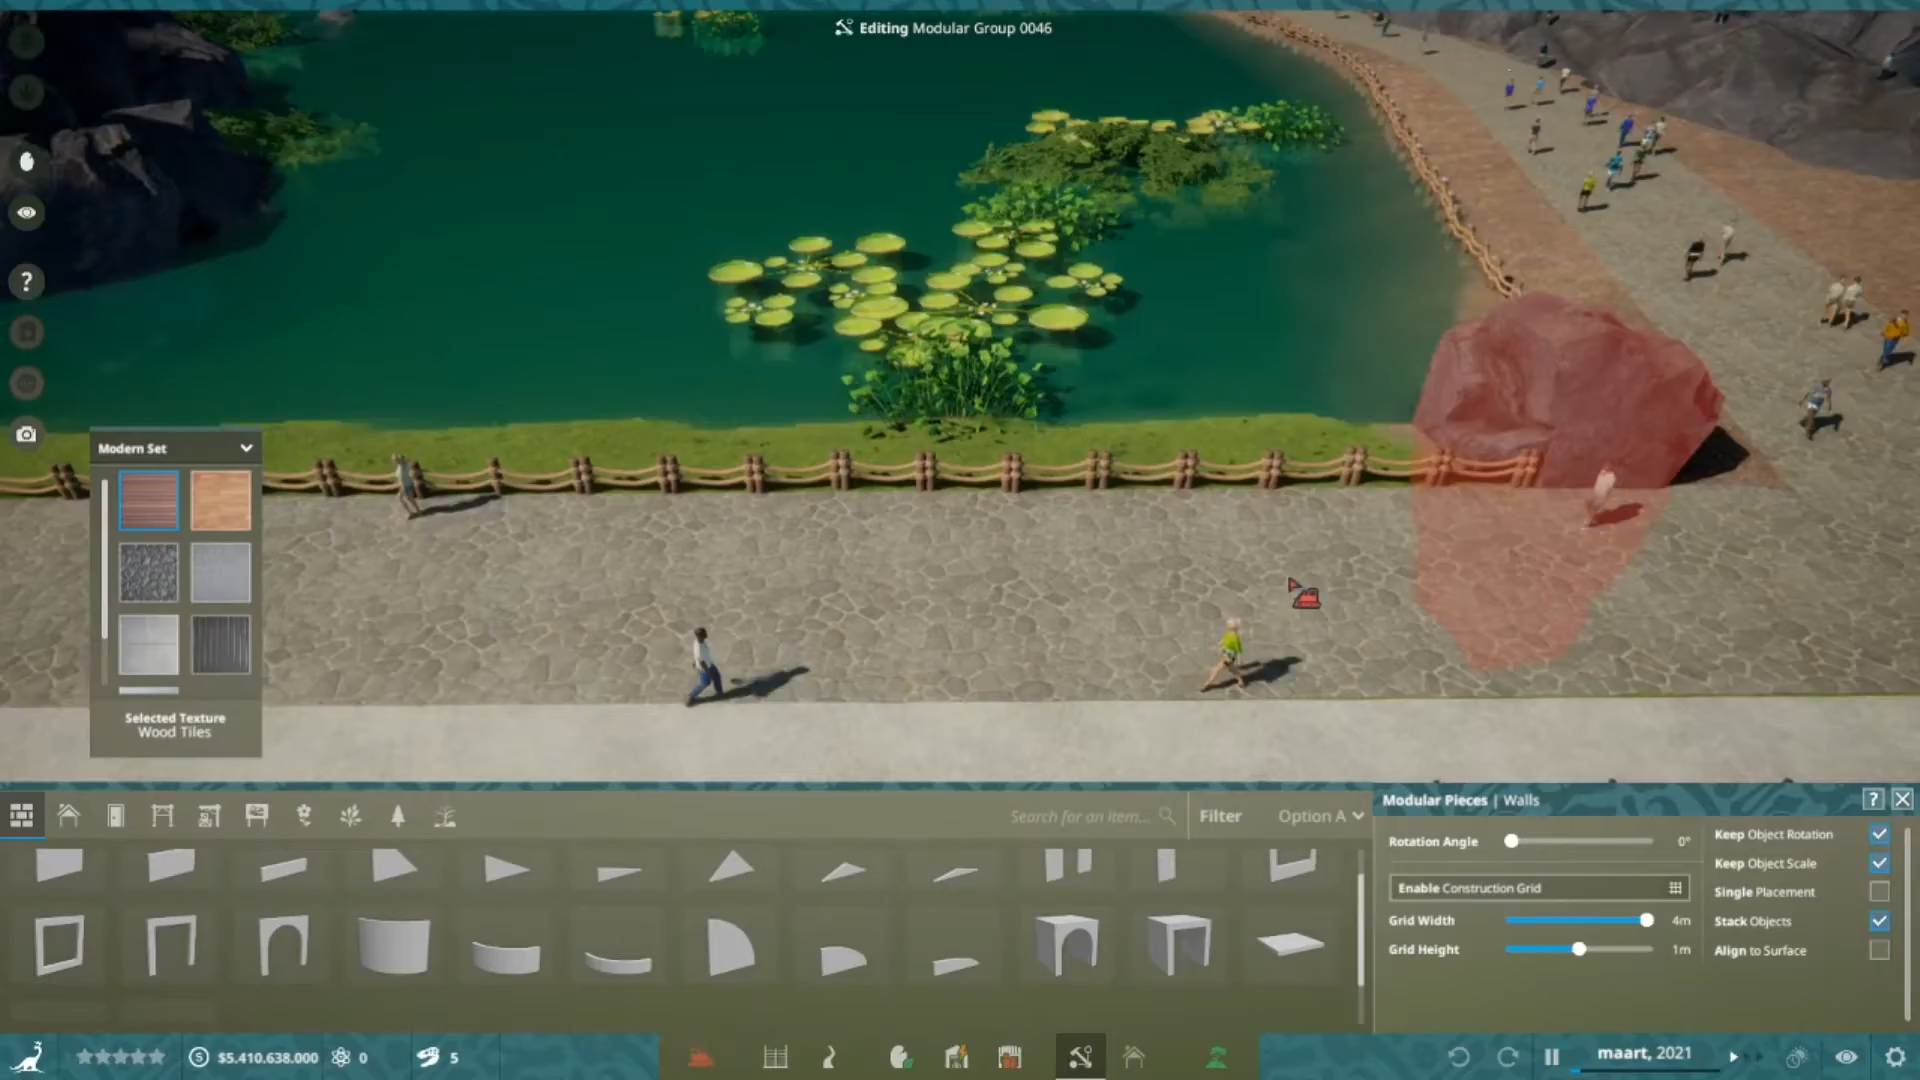 Editing Modular Group 0046
?
Modern Set
Selected Texture
Wood Tiles
Search for an item...
Filter
Option A
Modular Pieces | Walls
?
Rotation Angle
0°
Enable Construction Grid
Grid Width
4m
Grid Height
1m
Keep Object Rotation
Keep Object Scale
Single Placement
Stack Objects
Align to Surface
$5.410.638.000
0
5
maart, 2021